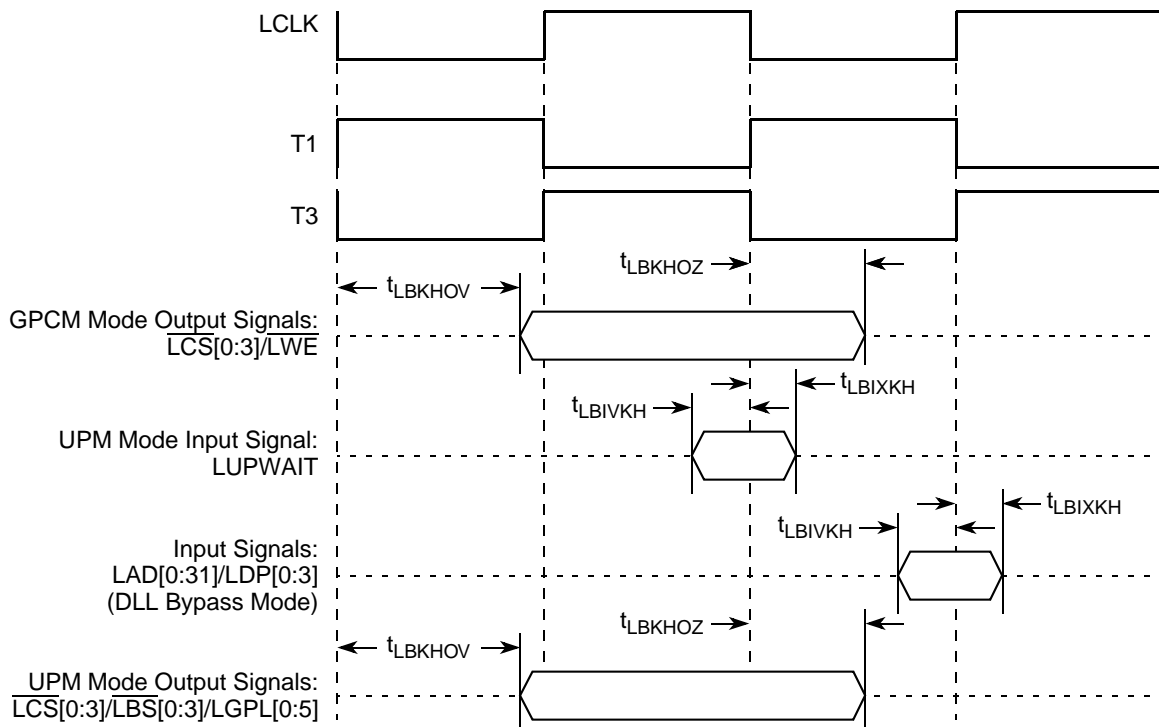 LCLK
T1
T3
tLBKHOZ
tLBKHOV
GPCM Mode Output Signals:
LCS[0:3]/LWE
tLBIXKH
tLBIVKH
UPM Mode Input Signal:
LUPWAIT
tLBIXKH
tLBIVKH
Input Signals:
LAD[0:31]/LDP[0:3]
(DLL Bypass Mode)
tLBKHOZ
tLBKHOV
UPM Mode Output Signals:
LCS[0:3]/LBS[0:3]/LGPL[0:5]